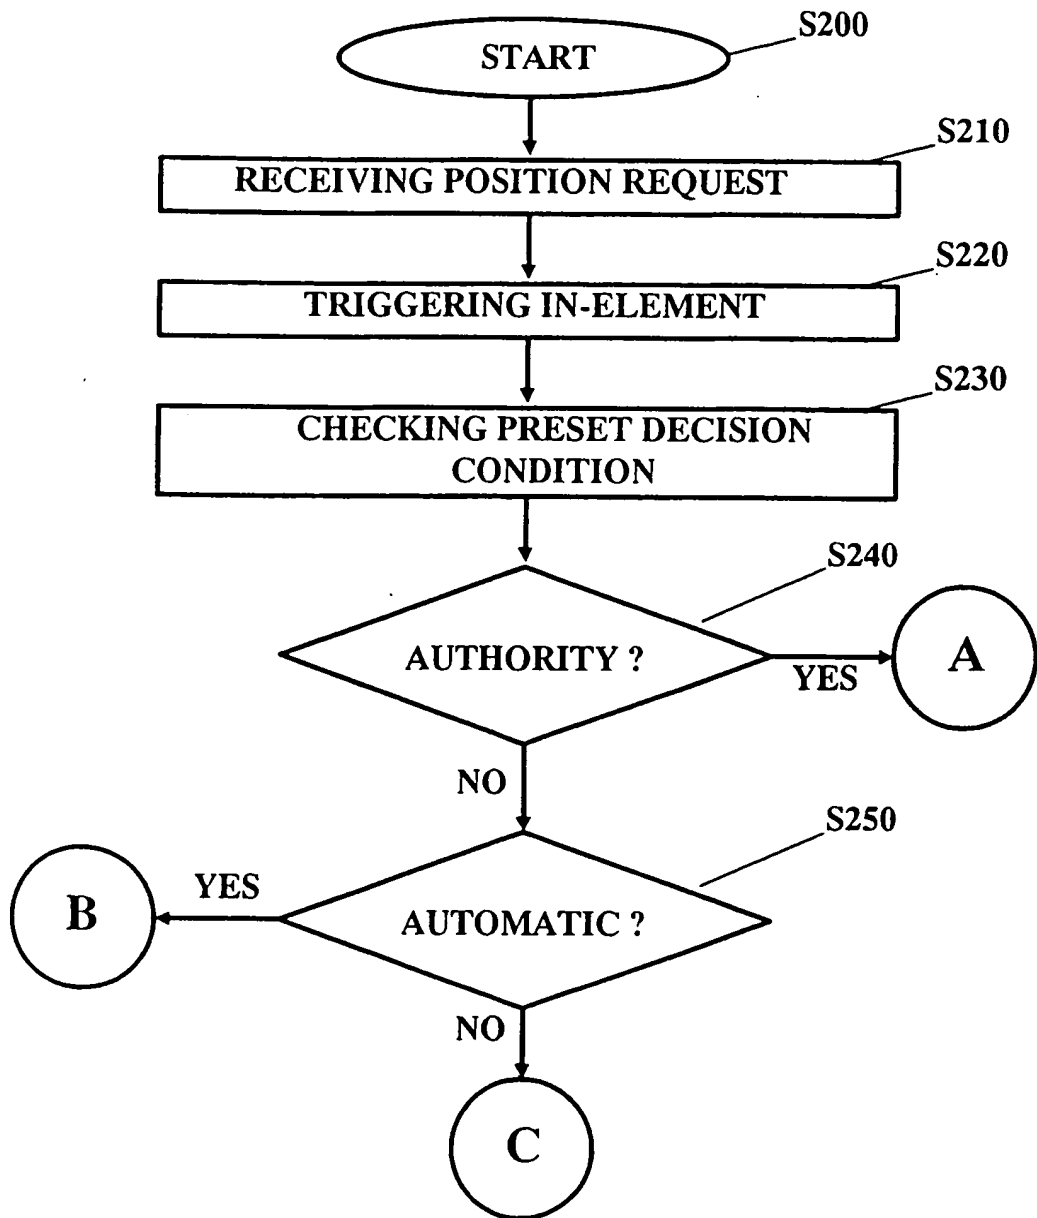 S200
START
S210
RECEIVING POSITION REQUEST
S220
TRIGGERING IN-ELEMENT
S230
CHECKING PRESET DECISION
CONDITION
S240
AUTHORITY ?
YES
A
NO
S250
YES
B
AUTOMATIC ?
NO
C